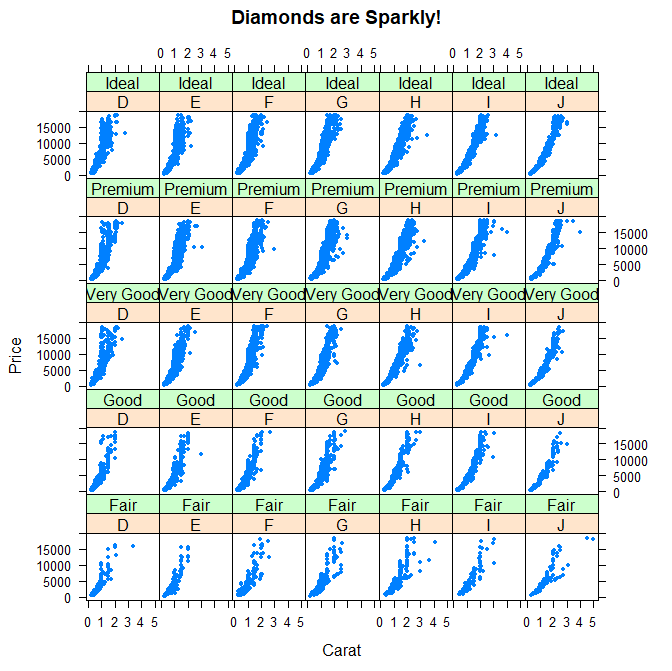 Diamonds are Sparkly!
0 1 2 3 4 5 0 1 2 3 4 5 0 1 2 3 4 5
Ideal Ideal Ideal Ideal Ideal Ideal Ideal
D E F G H I J
15000
10000
5000
0
Premium Premium Premium Premium Premium Premium Premium
D E F G H I J
15000
10000
5000
0
Very Good Very Good Very Good Very Good Very Good Very Good Very Good
D E F G H I J
15000
10000
5000
0
Price
Good Good Good Good Good Good Good
D E F G H I J
15000
10000
5000
0
Fair Fair Fair Fair Fair Fair Fair
D E F G H I J
15000
10000
5000
0
0 1 2 3 4 5 0 1 2 3 4 5 0 1 2 3 4 5 0 1 2 3 4 5
Carat